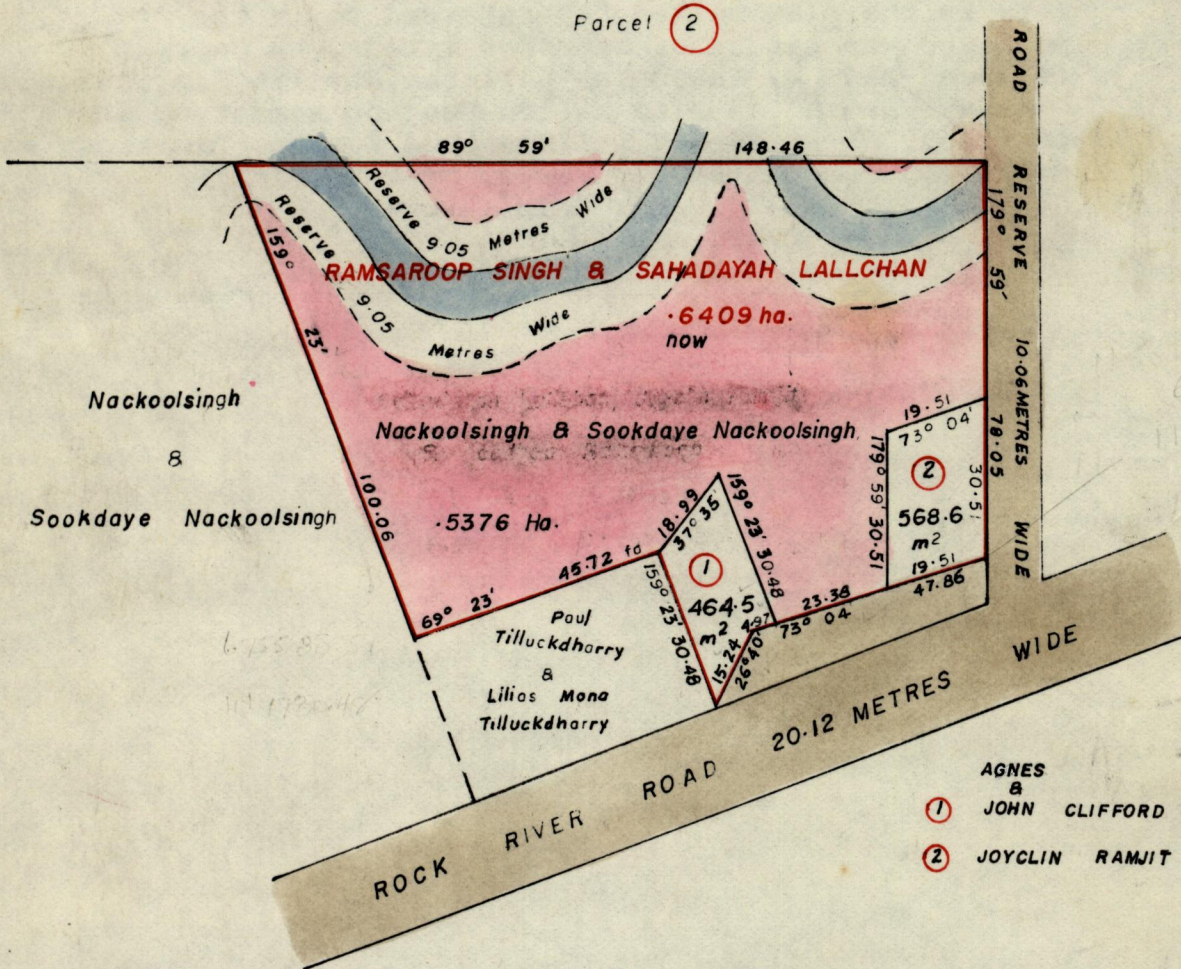 Parcel 2
ROAD RESERVE 10·06 METRES WIDE
89° 59' 148·46
179° 59' 78·05
Reserve 9·05 Metres Wide
Reserve 9·05 Metres Wide
159° 23' 100·06
RAMSAROOP SINGH & SAHADAYAH LALLCHAN
·6409 ha.
now
Nackoolsingh & Sookdaye Nackoolsingh
·5376 Ha.
Nackoolsingh
&
Sookdaye Nackoolsingh
19·51
73° 04'
179° 59' 30·51
30·51
2
568·6
m²
19·51
47·86
18·99
37° 35'
159° 23' 30·48
1
464·5
m²
4·97
15·24
26° 40'
159° 23' 30·48
23·38
73° 04
69° 23' 45·72 fd
Paul
Tilluckdharry
&
Lilias Mona
Tilluckdharry
ROCK RIVER ROAD 20·12 METRES WIDE
AGNES
&
1 JOHN CLIFFORD
2 JOYCLIN RAMJIT